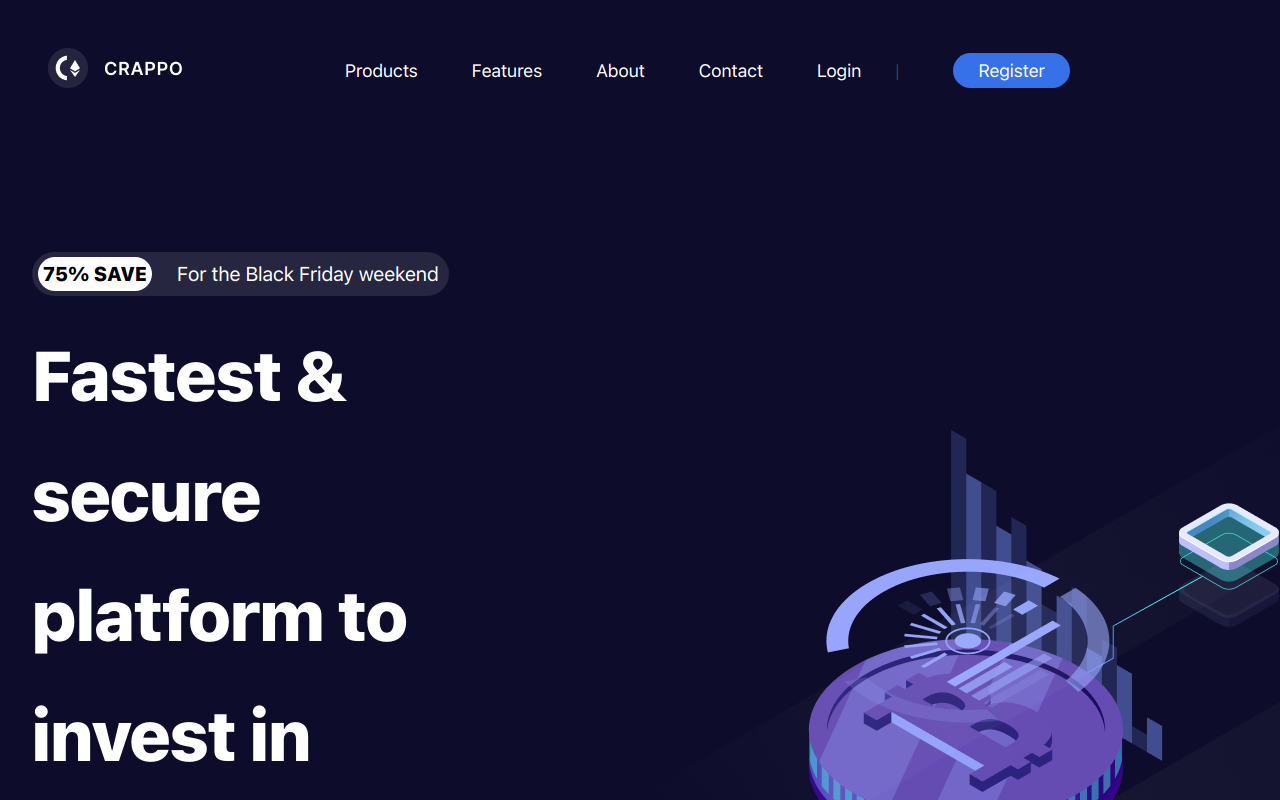 CRAPPO
Products Features About Contact Login | Register
75% SAVE For the Black Friday weekend
Fastest &
secure
platform to
invest in